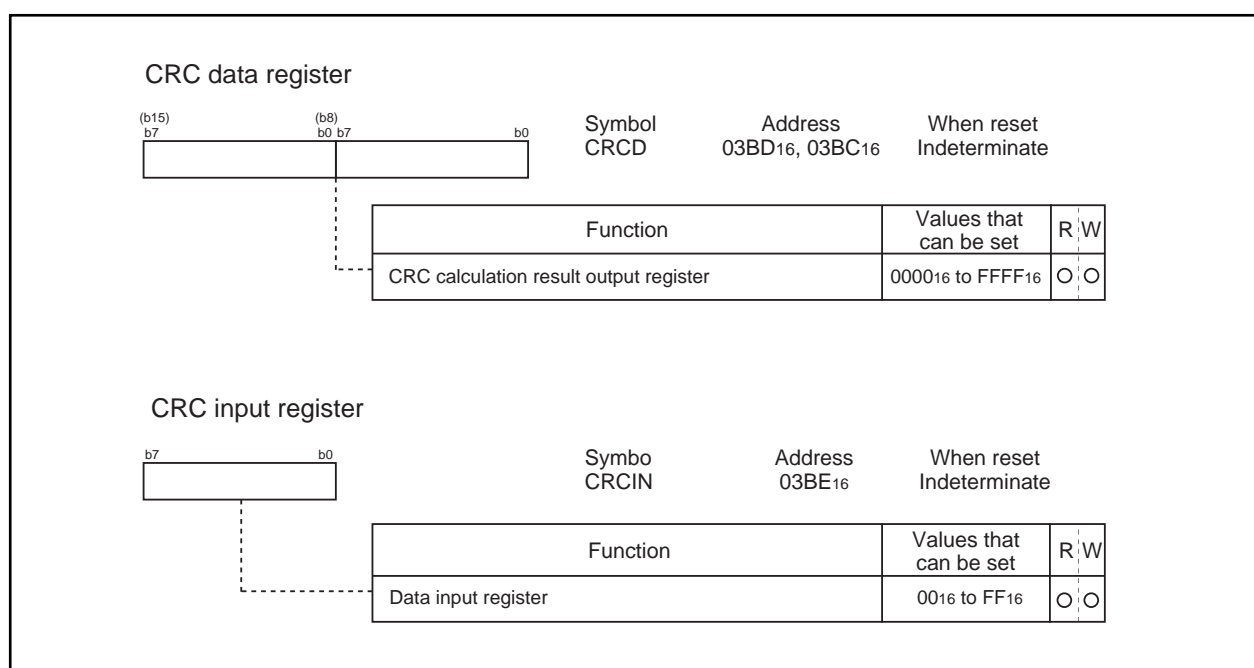 CRC data register
(b15) (b8)
b7 b0 b7 b0
Symbol Address When reset
CRCD 03BD16, 03BC16 Indeterminate
Function Values that can be set R W
CRC calculation result output register 000016 to FFFF16 O O
CRC input register
b7 b0
Symbo Address When reset
CRCIN 03BE16 Indeterminate
Function Values that can be set R W
Data input register 0016 to FF16 O O